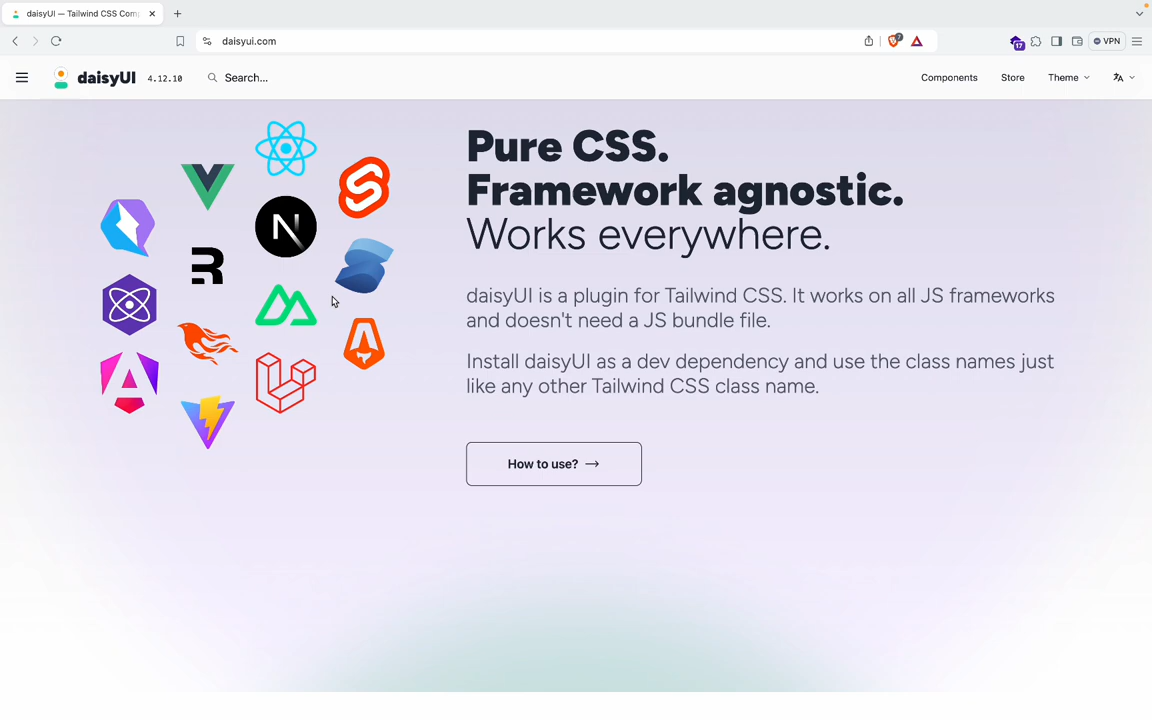 daisyUI — Tailwind CSS Com
daisyui.com
7
17
VPN
daisyUI
4.12.10
Search...
Components
Store
Theme
Pure CSS.
Framework agnostic.
Works everywhere.
daisyUI is a plugin for Tailwind CSS. It works on all JS frameworks
and doesn't need a JS bundle file.
Install daisyUI as a dev dependency and use the class names just
like any other Tailwind CSS class name.
How to use? →